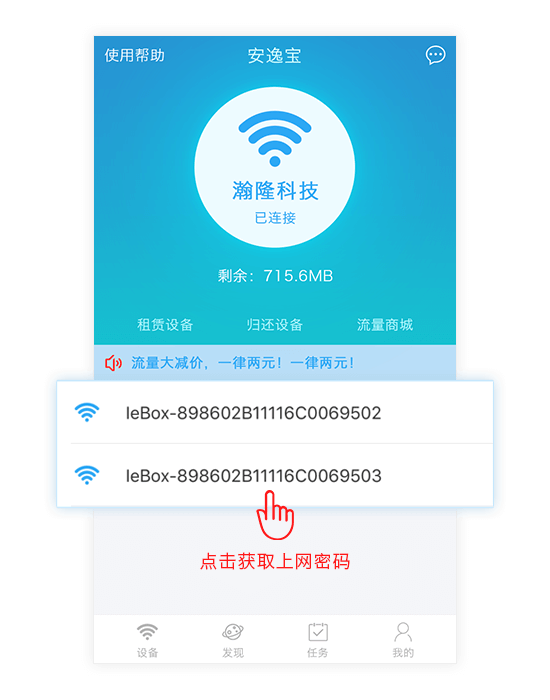 使用帮助
安逸宝
瀚隆科技
已连接
剩余：715.6MB
租赁设备
归还设备
流量商城
流量大减价，一律两元！一律两元！
leBox-898602B11116C0069502
leBox-898602B11116C0069503
点击获取上网密码
设备
发现
任务
我的